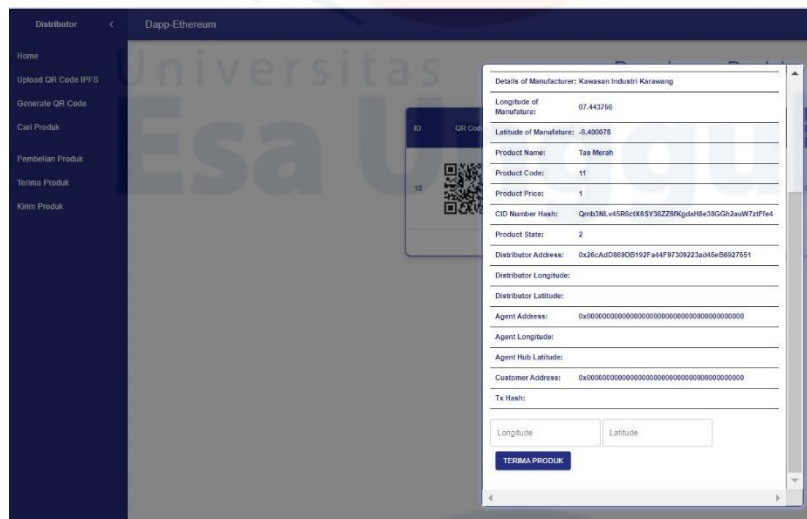 Distributor <
Dapp-Ethereum
Home
Upload QR Code IPFS
Generate QR Code
Cari Produk
Pembelian Produk
Terima Produk
Kirim Produk
Universitas
Esa Unggul
ID QR Code
18
Details of Manufacturer: Kawasan Industri Karawang
Longitude of
Manufature: 07.443756
Latitude of Manufature: -6.400078
Product Name: Tas Merah
Product Code: 11
Product Price: 1
CID Number Hash:
Product State: 2
Distributor Address: 0x26cAdD869DB192Fa44F97309223ad45eB6927551
Distributor Longitude:
Distributor Latitude:
Agent Address: 0x0000000000000000000000000000000000000000
Agent Longitude:
Agent Hub Latitude:
Customer Address: 0x0000000000000000000000000000000000000000
Tx Hash:
Longitude Latitude
TERIMA PRODUK